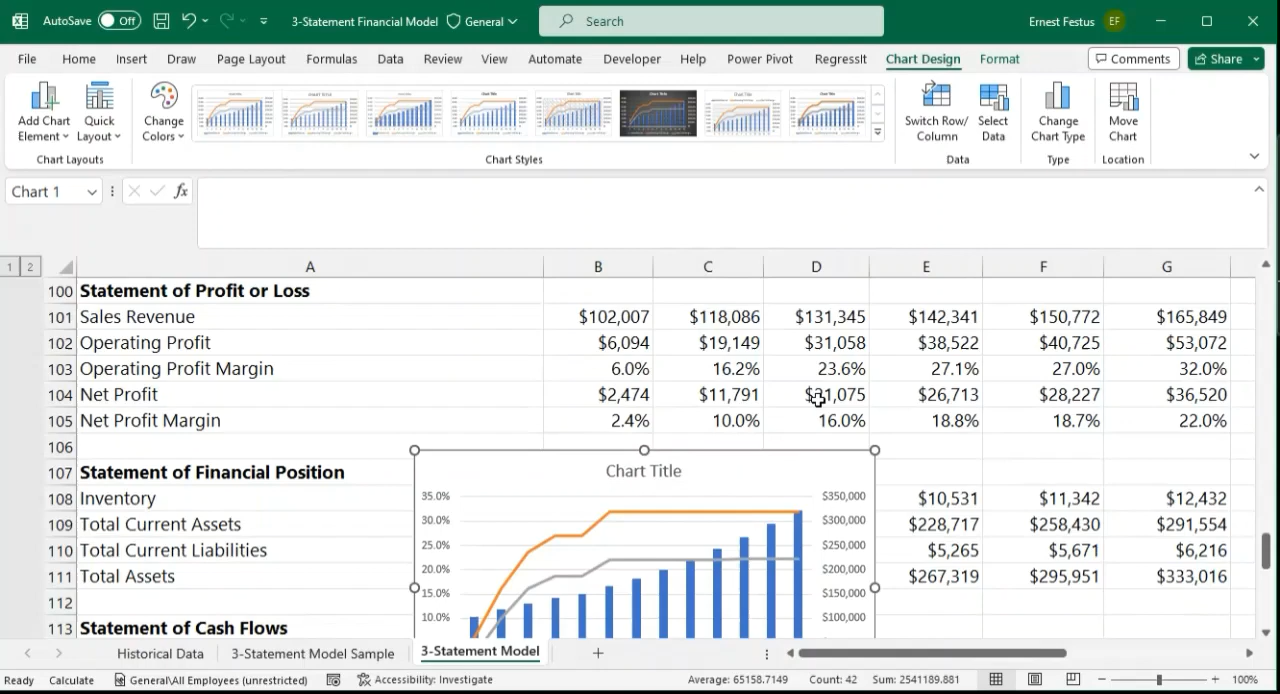 AutoSave Off 3-Statement Financial Model General Search Ernest Festus EF
File Home Insert Draw Page Layout Formulas Data Review View Automate Developer Help Power Pivot RegressIt Chart Design Format Comments Share
Add Chart Element Quick Layout Change Colors Switch Row/ Column Select Data Change Chart Type Move Chart
Chart Layouts Chart Styles Data Type Location
Chart 1 fx
1 2 A B C D E F G
100 Statement of Profit or Loss
101 Sales Revenue $102,007 $118,086 $131,345 $142,341 $150,772 $165,849
102 Operating Profit $6,094 $19,149 $31,058 $38,522 $40,725 $53,072
103 Operating Profit Margin 6.0% 16.2% 23.6% 27.1% 27.0% 32.0%
104 Net Profit $2,474 $11,791 $21,075 $26,713 $28,227 $36,520
105 Net Profit Margin 2.4% 10.0% 16.0% 18.8% 18.7% 22.0%
106
107 Statement of Financial Position
108 Inventory $10,531 $11,342 $12,432
109 Total Current Assets $228,717 $258,430 $291,554
110 Total Current Liabilities $5,265 $5,671 $6,216
111 Total Assets $267,319 $295,951 $333,016
112
113 Statement of Cash Flows
Chart Title
35.0% $350,000
30.0% $300,000
25.0% $250,000
20.0% $200,000
15.0% $150,000
10.0% $100,000
Historical Data 3-Statement Model Sample 3-Statement Model
Ready Calculate General\All Employees (unrestricted) Accessibility: Investigate Average: 65158.7149 Count: 42 Sum: 2541189.881 100%